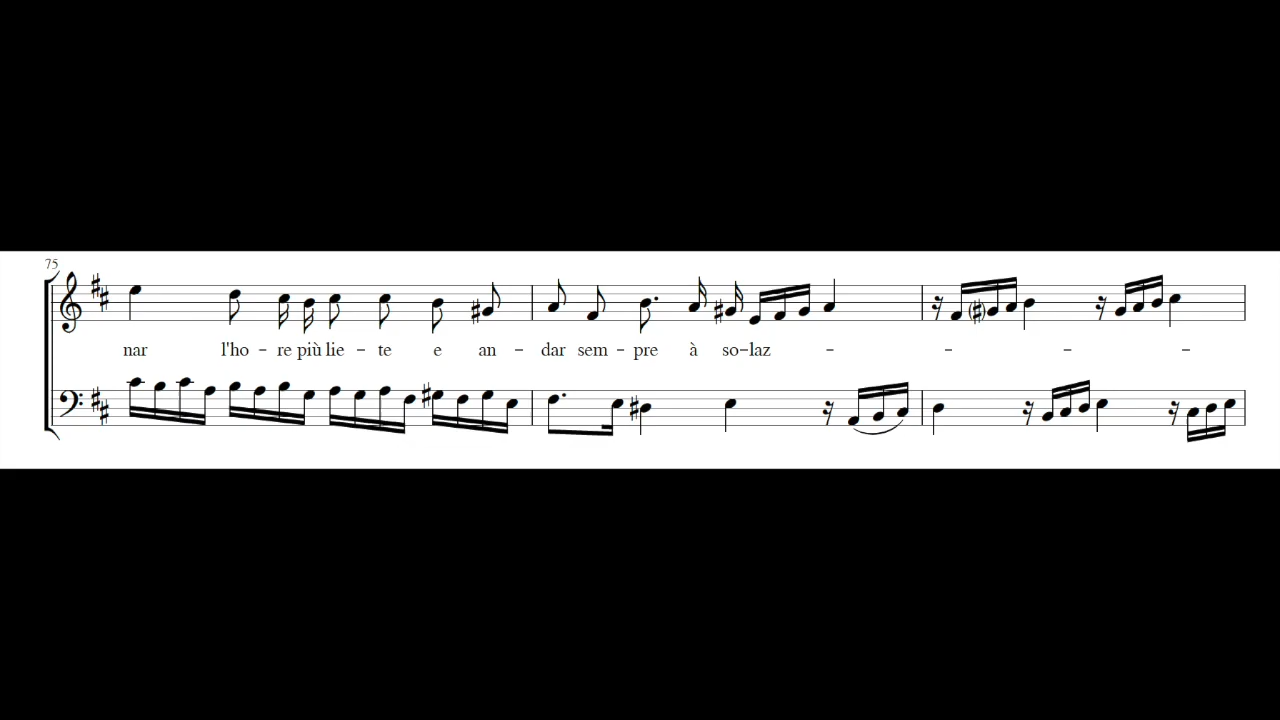 75
nar l'ho - re più lie - te e an - dar sem - pre à so-laz - - - -